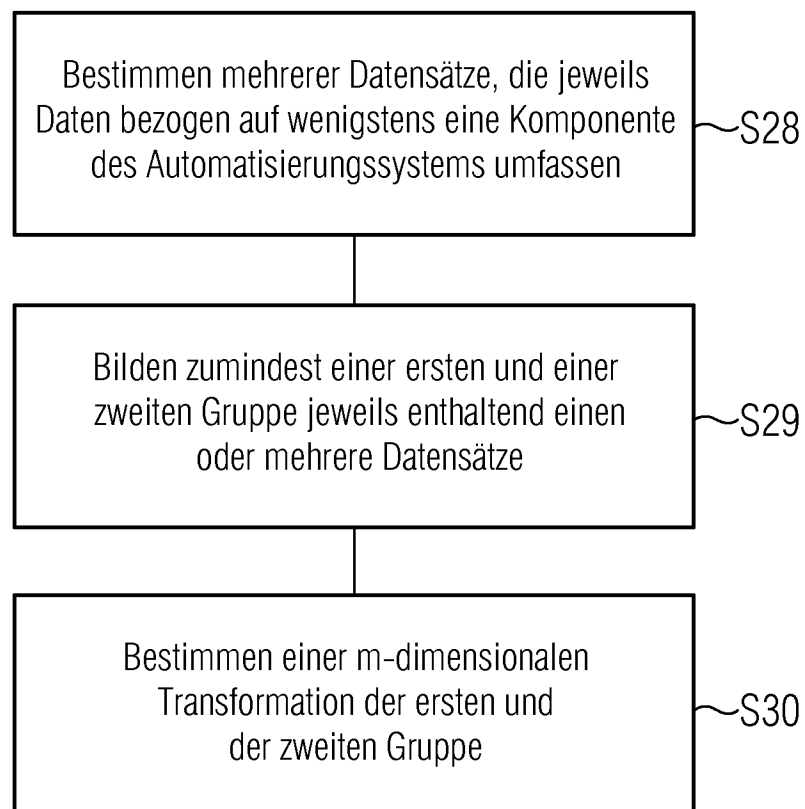 Bestimmen mehrerer Datensätze, die jeweils
Daten bezogen auf wenigstens eine Komponente
des Automatisierungssystems umfassen
S28
Bilden zumindest einer ersten und einer
zweiten Gruppe jeweils enthaltend einen
oder mehrere Datensätze
S29
Bestimmen einer m-dimensionalen
Transformation der ersten und
der zweiten Gruppe
S30